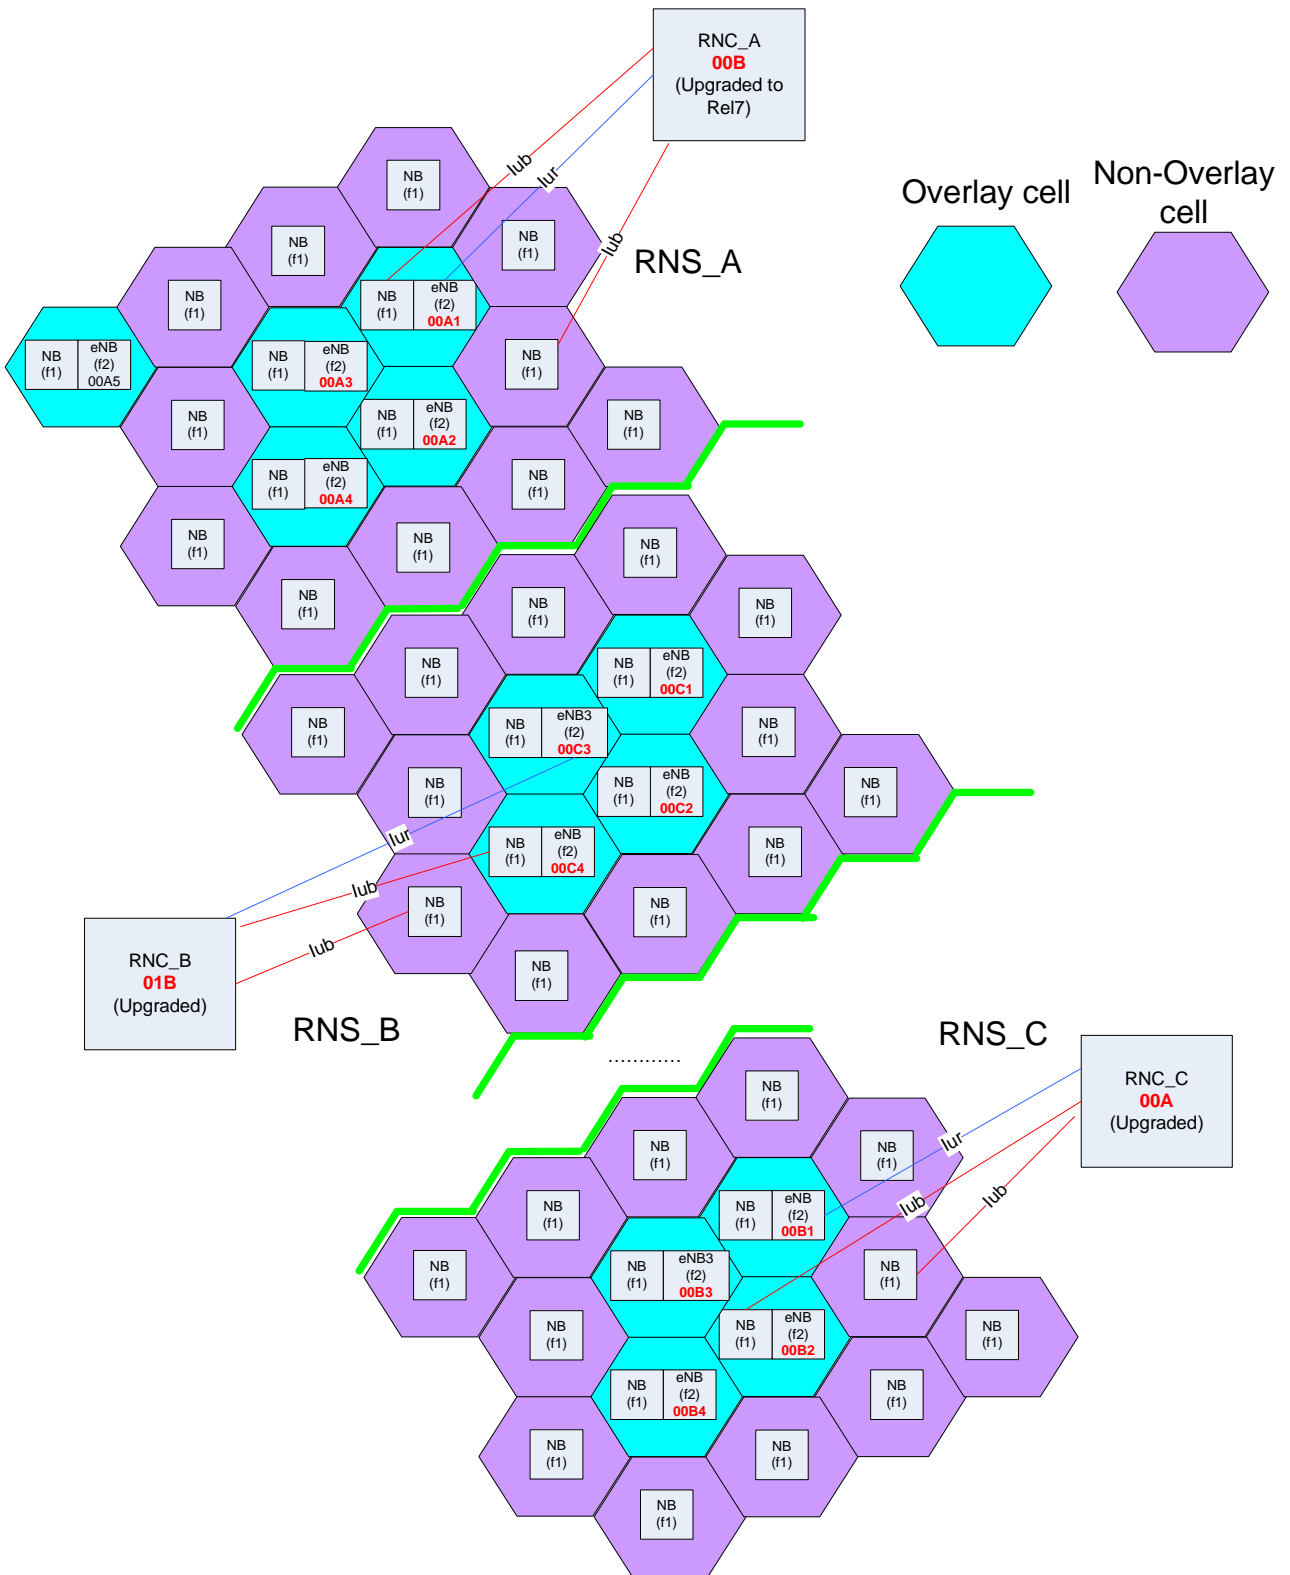 RNC_A
00B
(Upgraded to
Rel7)
Iub
Iur
Iub
Overlay cell
Non-Overlay
cell
RNS_A
NB
(f1)
NB
(f1)
NB
(f1)
NB
(f1)
NB
(f1)
eNB
(f2)
00A1
NB
(f1)
eNB
(f2)
00A5
NB
(f1)
eNB
(f2)
00A3
NB
(f1)
NB
(f1)
NB
(f1)
eNB
(f2)
00A2
NB
(f1)
NB
(f1)
eNB
(f2)
00A4
NB
(f1)
NB
(f1)
NB
(f1)
NB
(f1)
NB
(f1)
NB
(f1)
NB
(f1)
NB
(f1)
NB
(f1)
eNB
(f2)
00C1
NB
(f1)
NB
(f1)
eNB3
(f2)
00C3
NB
(f1)
NB
(f1)
NB
(f1)
eNB
(f2)
00C2
NB
(f1)
Iur
NB
(f1)
eNB
(f2)
00C4
NB
(f1)
Iub
NB
(f1)
NB
(f1)
Iub
NB
(f1)
RNC_B
01B
(Upgraded)
RNS_B
............
RNS_C
RNC_C
00A
(Upgraded)
NB
(f1)
NB
(f1)
NB
(f1)
Iur
Iub
Iub
NB
(f1)
NB
(f1)
eNB
(f2)
00B1
NB
(f1)
NB
(f1)
eNB3
(f2)
00B3
NB
(f1)
NB
(f1)
NB
(f1)
eNB
(f2)
00B2
NB
(f1)
NB
(f1)
eNB
(f2)
00B4
NB
(f1)
NB
(f1)
NB
(f1)
NB
(f1)